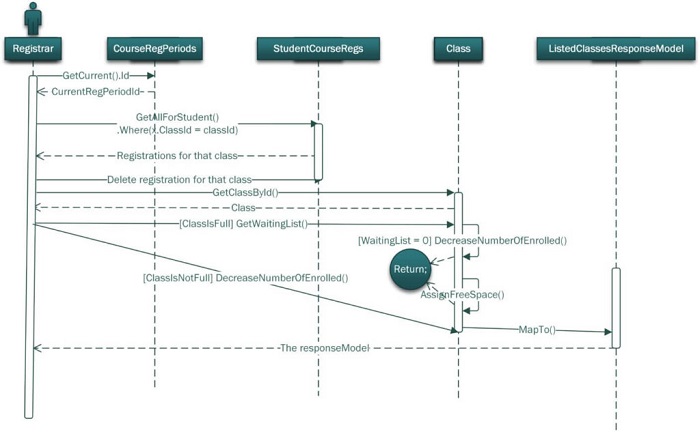 Registrar
CourseRegPeriods
StudentCourseRegs
Class
ListedClassesResponseModel
GetCurrent().Id
CurrentRegPeriodId
GetAllForStudent()
.Where(x.ClassId = classId)
Registrations for that class
Delete registration for that class
GetClassById()
Class
[ClassIsFull] GetWaitingList()
[WaitingList = 0] DecreaseNumberOfEnrolled()
Return;
[ClassIsNotFull] DecreaseNumberOfEnrolled()
AssignFreeSpace()
MapTo()
The responseModel